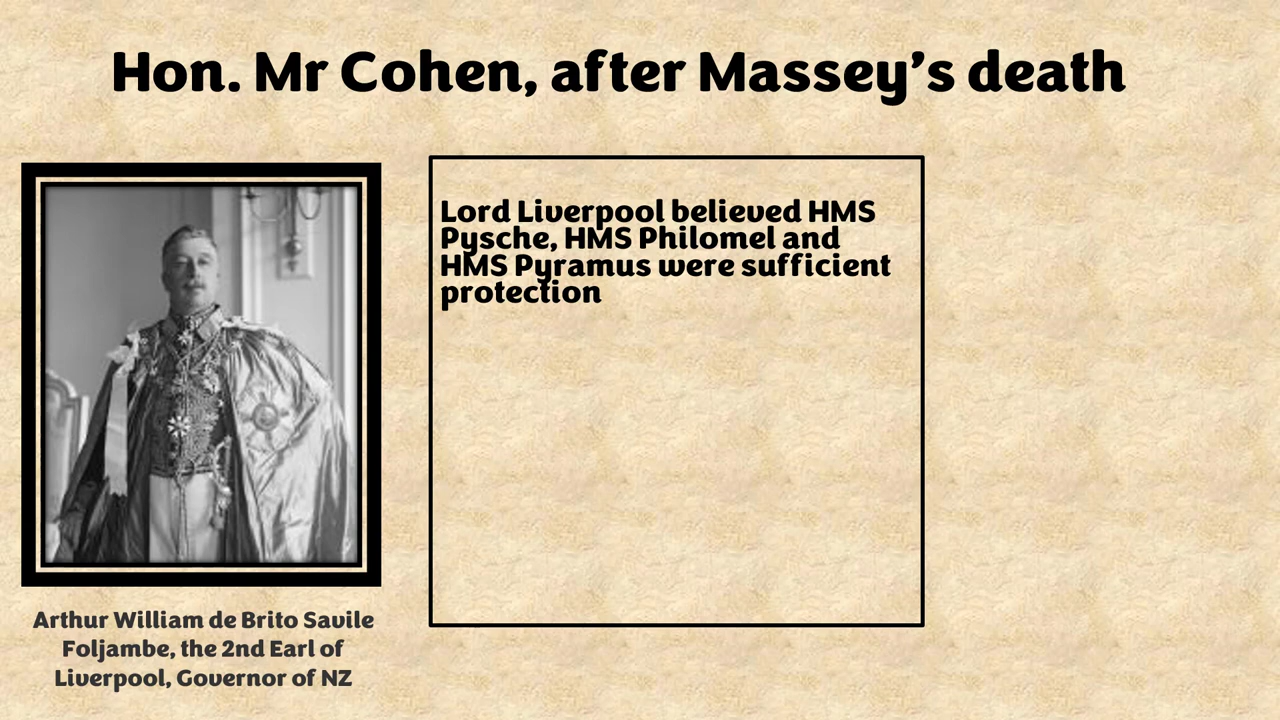 Hon. Mr Cohen, after Massey’s death
Lord Liverpool believed HMS
Pysche, HMS Philomel and
HMS Pyramus were sufficient
protection
Arthur William de Brito Savile
Foljambe, the 2nd Earl of
Liverpool, Governor of NZ